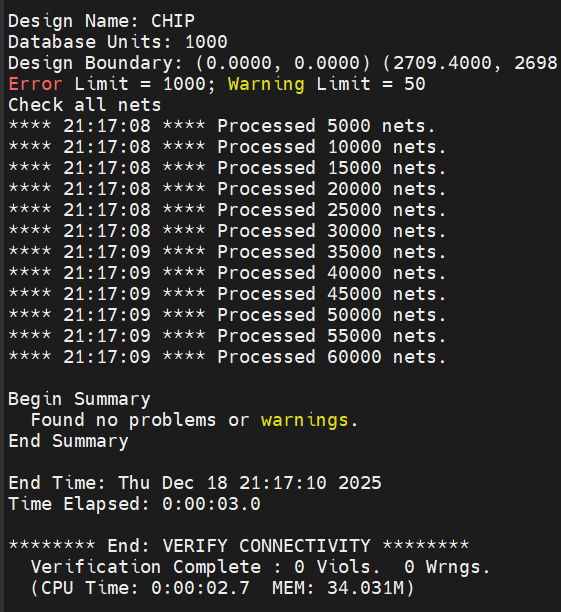 Design Name: CHIP
Database Units: 1000
Design Boundary: (0.0000, 0.0000) (2709.4000, 2698
Error Limit = 1000; Warning Limit = 50
Check all nets
**** 21:17:08 **** Processed 5000 nets.
**** 21:17:08 **** Processed 10000 nets.
**** 21:17:08 **** Processed 15000 nets.
**** 21:17:08 **** Processed 20000 nets.
**** 21:17:08 **** Processed 25000 nets.
**** 21:17:08 **** Processed 30000 nets.
**** 21:17:09 **** Processed 35000 nets.
**** 21:17:09 **** Processed 40000 nets.
**** 21:17:09 **** Processed 45000 nets.
**** 21:17:09 **** Processed 50000 nets.
**** 21:17:09 **** Processed 55000 nets.
**** 21:17:09 **** Processed 60000 nets.

Begin Summary
  Found no problems or warnings.
End Summary

End Time: Thu Dec 18 21:17:10 2025
Time Elapsed: 0:00:03.0

******** End: VERIFY CONNECTIVITY ********
  Verification Complete : 0 Viols.  0 Wrngs.
  (CPU Time: 0:00:02.7  MEM: 34.031M)